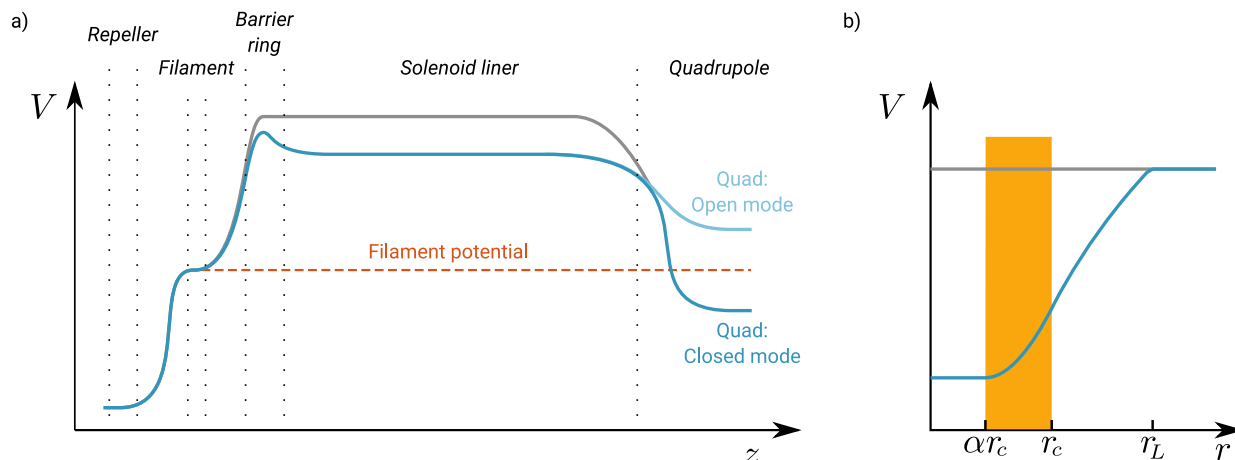 a)
Repeller
Filament
Barrier
ring
Solenoid liner
Quadrupole
V
Quad:
Open mode
Filament potential
Quad:
Closed mode
z
b)
V
αr_c
r_c
r_L
r